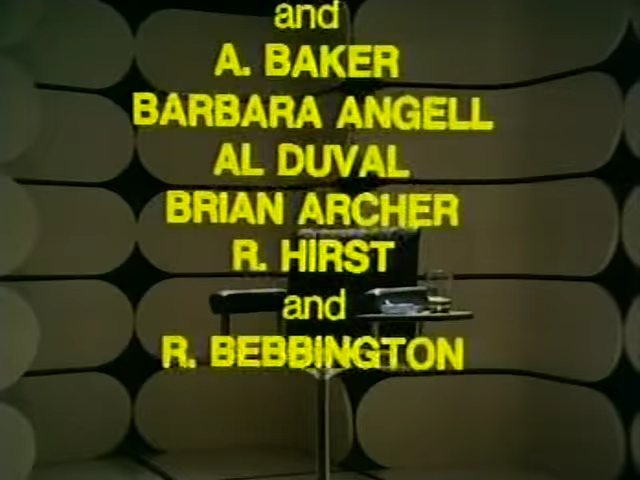 and
A. BAKER
BARBARA ANGELL
AL DUVAL
BRIAN ARCHER
R. HIRST
and
R. BEBBINGTON